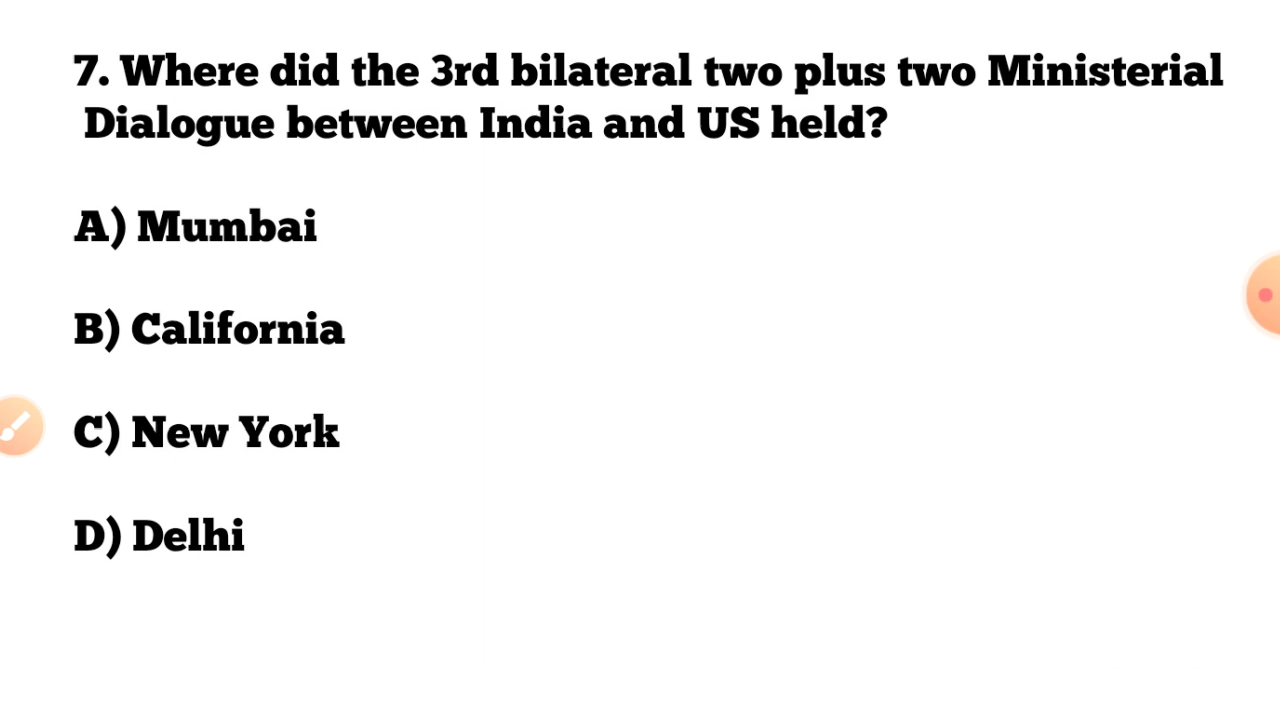 7. Where did the 3rd bilateral two plus two Ministerial
Dialogue between India and US held?
A) Mumbai
B) California
C) New York
D) Delhi